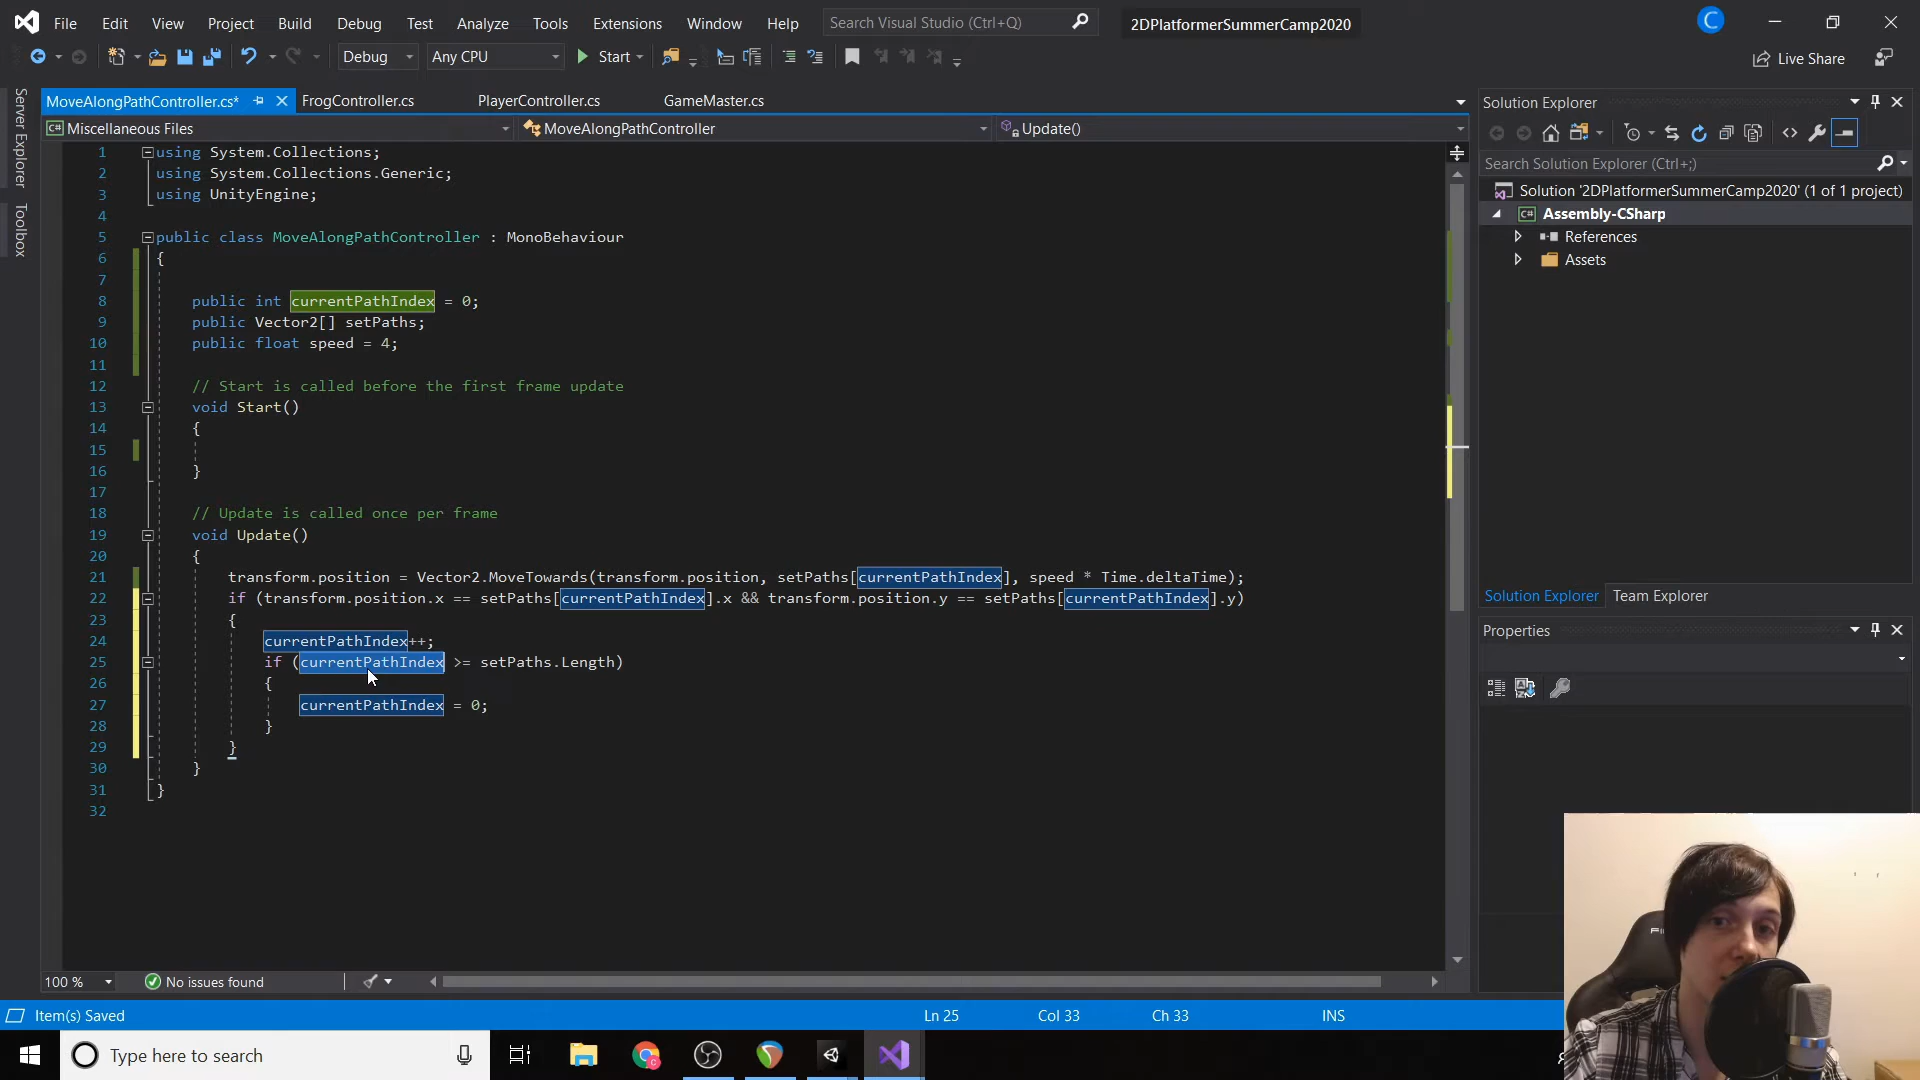 File Edit View Project Build Debug Test Analyze Tools Extensions Window Help Search Visual Studio (Ctrl+Q) 2DPlatformerSummerCamp2020 C
Debug Any CPU Start Live Share
MoveAlongPathController.cs* FrogController.cs PlayerController.cs GameMaster.cs
C# Miscellaneous Files MoveAlongPathController Update()
Server Explorer
Toolbox
1 using System.Collections;
2 using System.Collections.Generic;
3 using UnityEngine;
4
5 public class MoveAlongPathController : MonoBehaviour
6 {
7
8 public int currentPathIndex = 0;
9 public Vector2[] setPaths;
10 public float speed = 4;
11
12 // Start is called before the first frame update
13 void Start()
14 {
15
16 }
17
18 // Update is called once per frame
19 void Update()
20 {
21 transform.position = Vector2.MoveTowards(transform.position, setPaths[currentPathIndex], speed * Time.deltaTime);
22 if (transform.position.x == setPaths[currentPathIndex].x && transform.position.y == setPaths[currentPathIndex].y)
23 {
24 currentPathIndex++;
25 if (currentPathIndex >= setPaths.Length)
26 {
27 currentPathIndex = 0;
28 }
29 }
30 }
31 }
32
Solution Explorer
Search Solution Explorer (Ctrl+;)
Solution '2DPlatformerSummerCamp2020' (1 of 1 project)
C# Assembly-CSharp
References
Assets
Solution Explorer Team Explorer
Properties
100 % No issues found
Item(s) Saved Ln 25 Col 33 Ch 33 INS
Type here to search